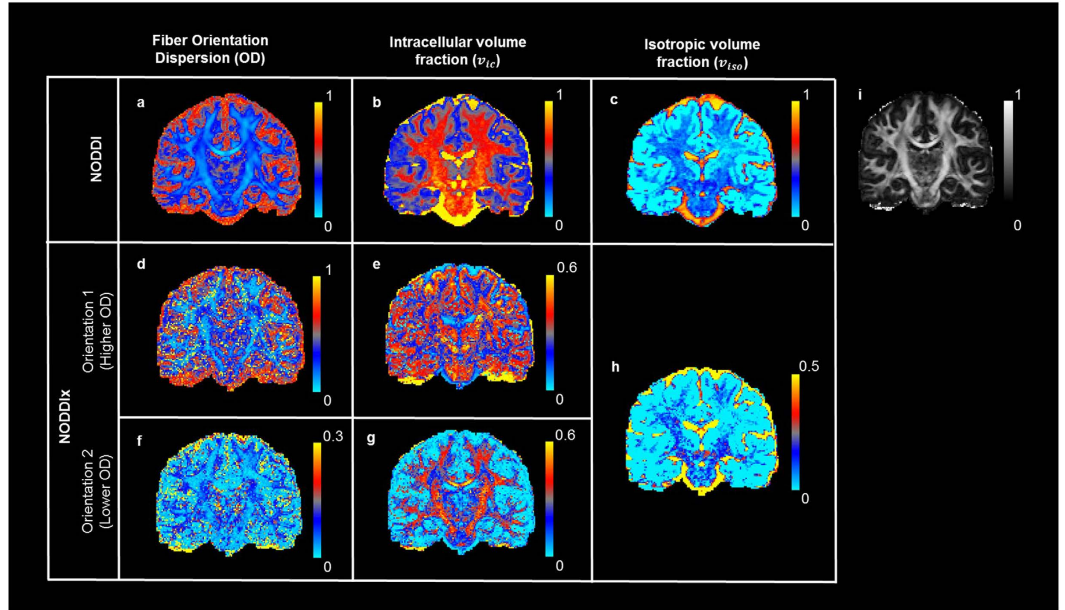 Fiber Orientation
Dispersion (OD)
Intracellular volume
fraction (vic)
Isotropic volume
fraction (viso)
NODDI
a
1
0
b
1
0
c
1
0
i
1
0
NODDIx
Orientation 1
(Higher OD)
d
1
0
e
0.6
0
h
0.5
0
Orientation 2
(Lower OD)
f
0.3
0
g
0.6
0